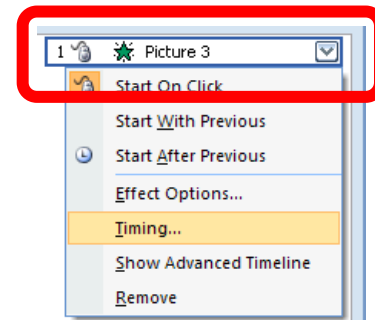 1 Picture 3
Start On Click
Start With Previous
Start After Previous
Effect Options...
Timing...
Show Advanced Timeline
Remove